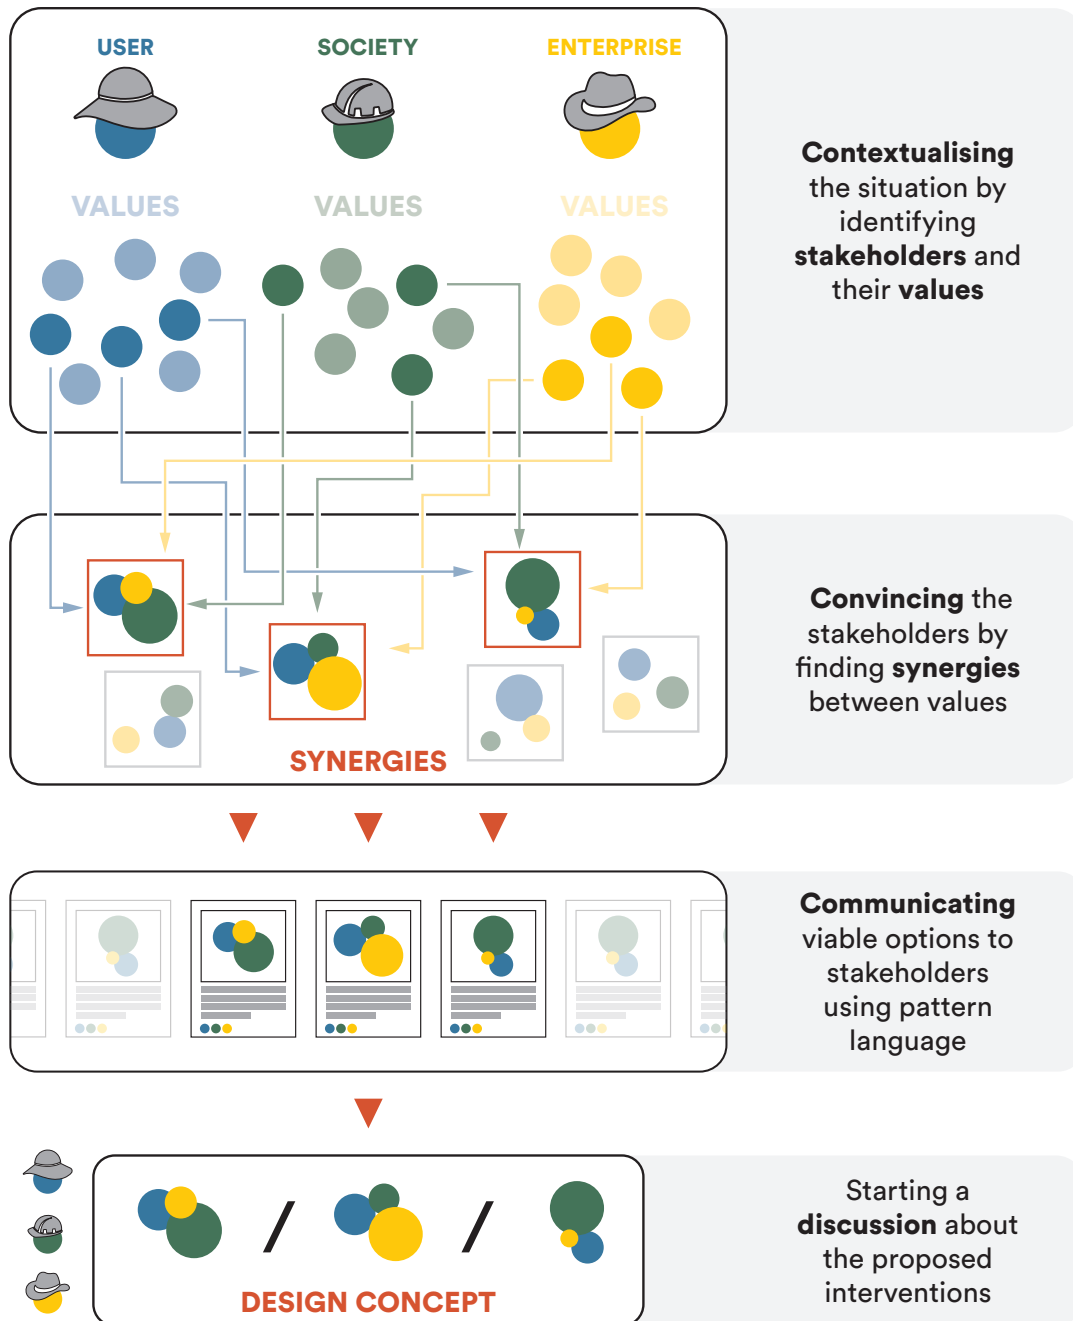 USER
SOCIETY
ENTERPRISE
VALUES
VALUES
VALUES
Contextualising
the situation by
identifying
stakeholders and
their values
Convincing the
stakeholders by
finding synergies
between values
SYNERGIES
Communicating
viable options to
stakeholders
using pattern
language
Starting a
discussion about
the proposed
interventions
/
/
DESIGN CONCEPT